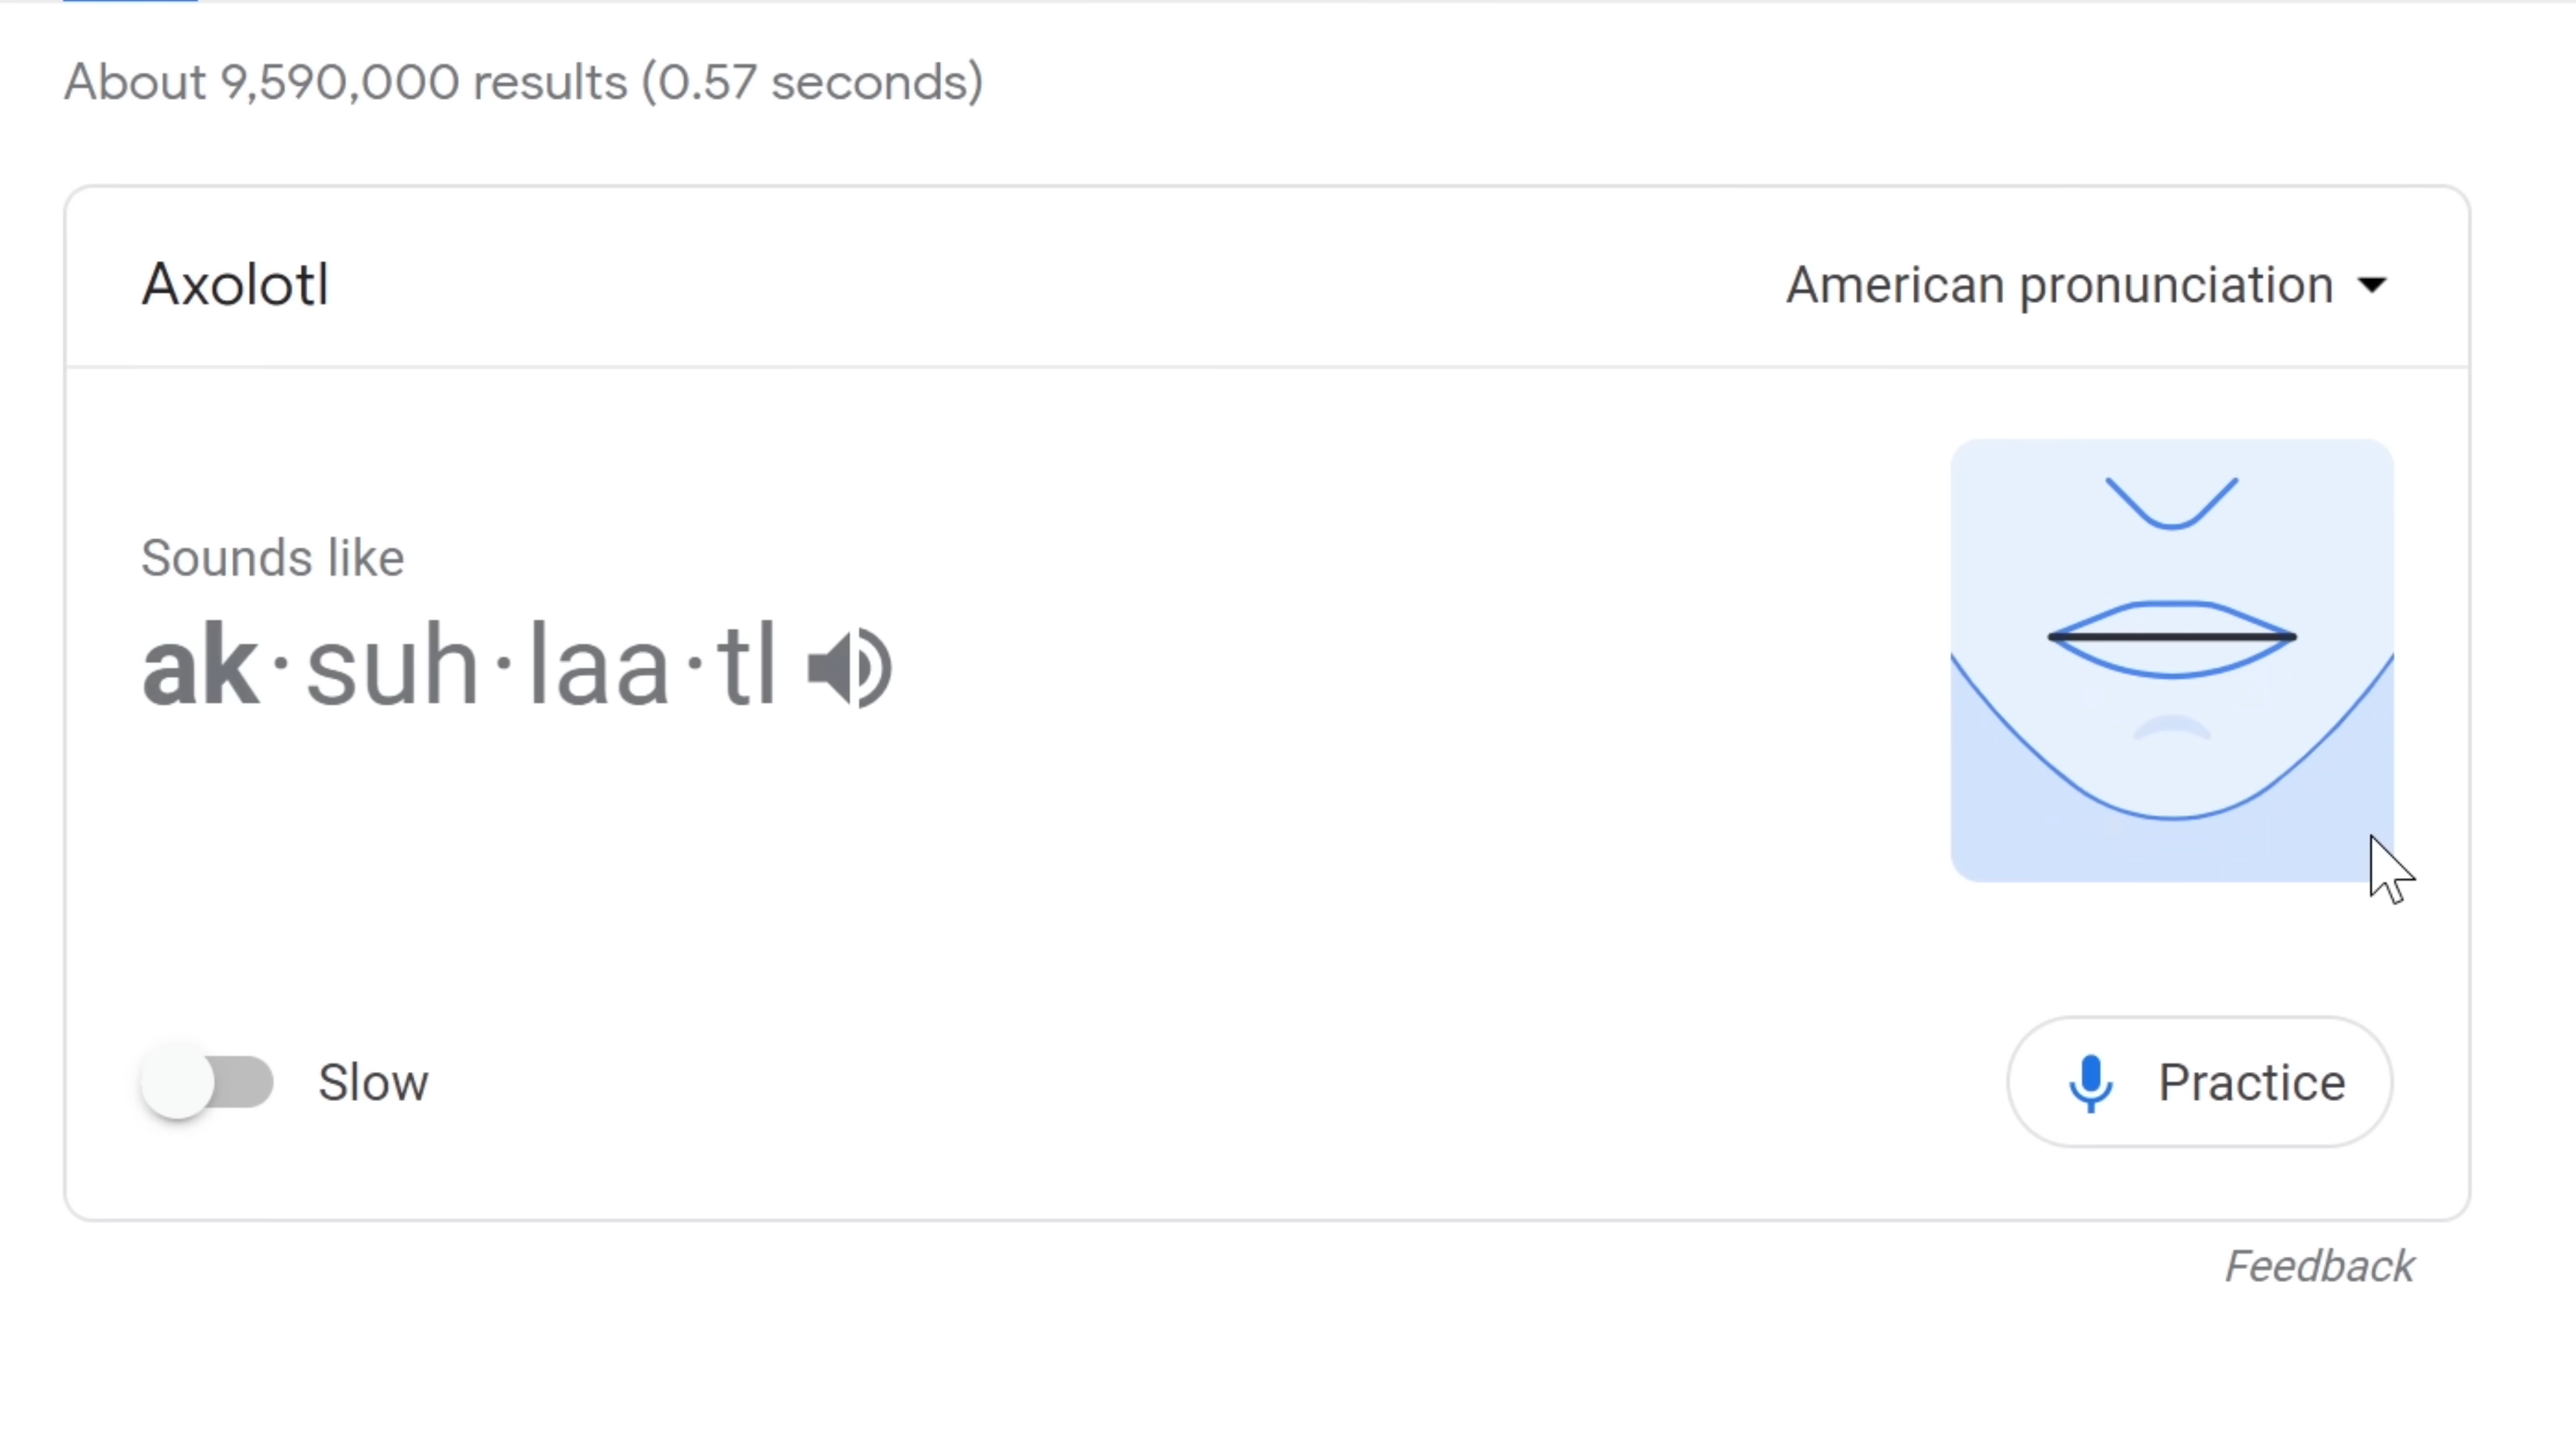 About 9,590,000 results (0.57 seconds)
Axolotl
American pronunciation
Sounds like
ak·suh·laa·tl
Slow
Practice
Feedback